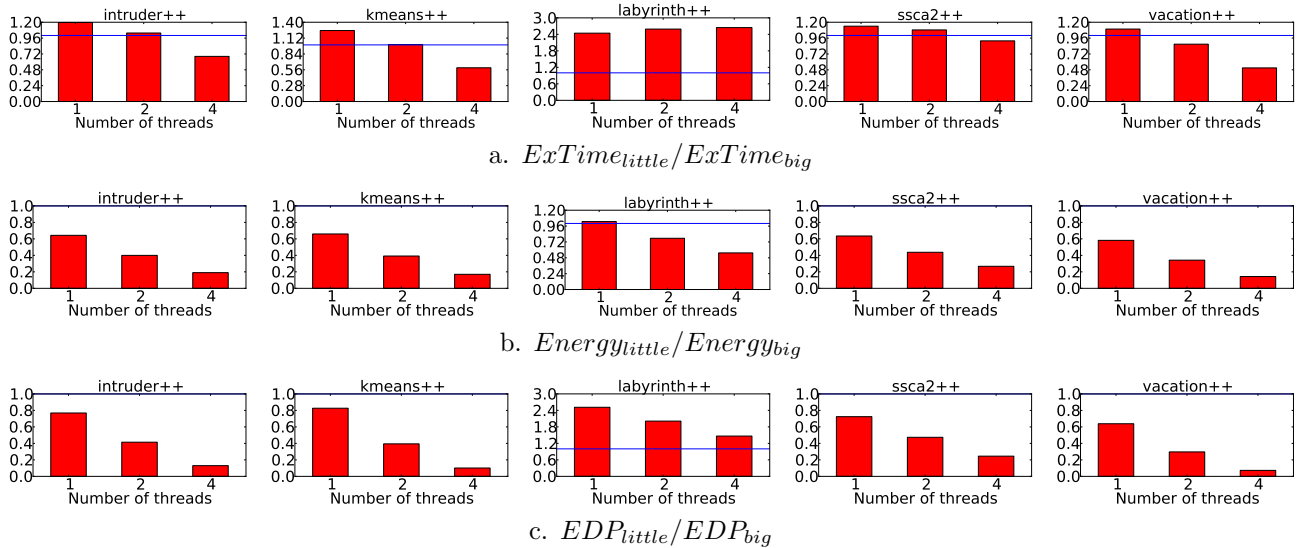 intruder++ kmeans++ labyrinth++ ssca2++ vacation++
1.20 1.40 3.0 1.20 1.20
0.96 1.12 2.4 0.96 0.96
0.72 0.84 1.8 0.72 0.72
0.48 0.56 1.2 0.48 0.48
0.24 0.28 0.6 0.24 0.24
0.00 0.00 0.0 0.00 0.00
1 2 4 1 2 4 1 2 4 1 2 4 1 2 4
Number of threads Number of threads Number of threads Number of threads Number of threads
a. ExTime_little/ExTime_big
intruder++ kmeans++ labyrinth++ ssca2++ vacation++
1.0 1.0 1.20 1.0 1.0
0.8 0.8 0.96 0.8 0.8
0.6 0.6 0.72 0.6 0.6
0.4 0.4 0.48 0.4 0.4
0.2 0.2 0.24 0.2 0.2
0.0 0.0 0.00 0.0 0.0
1 2 4 1 2 4 1 2 4 1 2 4 1 2 4
Number of threads Number of threads Number of threads Number of threads Number of threads
b. Energy_little/Energy_big
intruder++ kmeans++ labyrinth++ ssca2++ vacation++
1.0 1.0 3.0 1.0 1.0
0.8 0.8 2.4 0.8 0.8
0.6 0.6 1.8 0.6 0.6
0.4 0.4 1.2 0.4 0.4
0.2 0.2 0.6 0.2 0.2
0.0 0.0 0.0 0.0 0.0
1 2 4 1 2 4 1 2 4 1 2 4 1 2 4
Number of threads Number of threads Number of threads Number of threads Number of threads
c. EDP_little/EDP_big